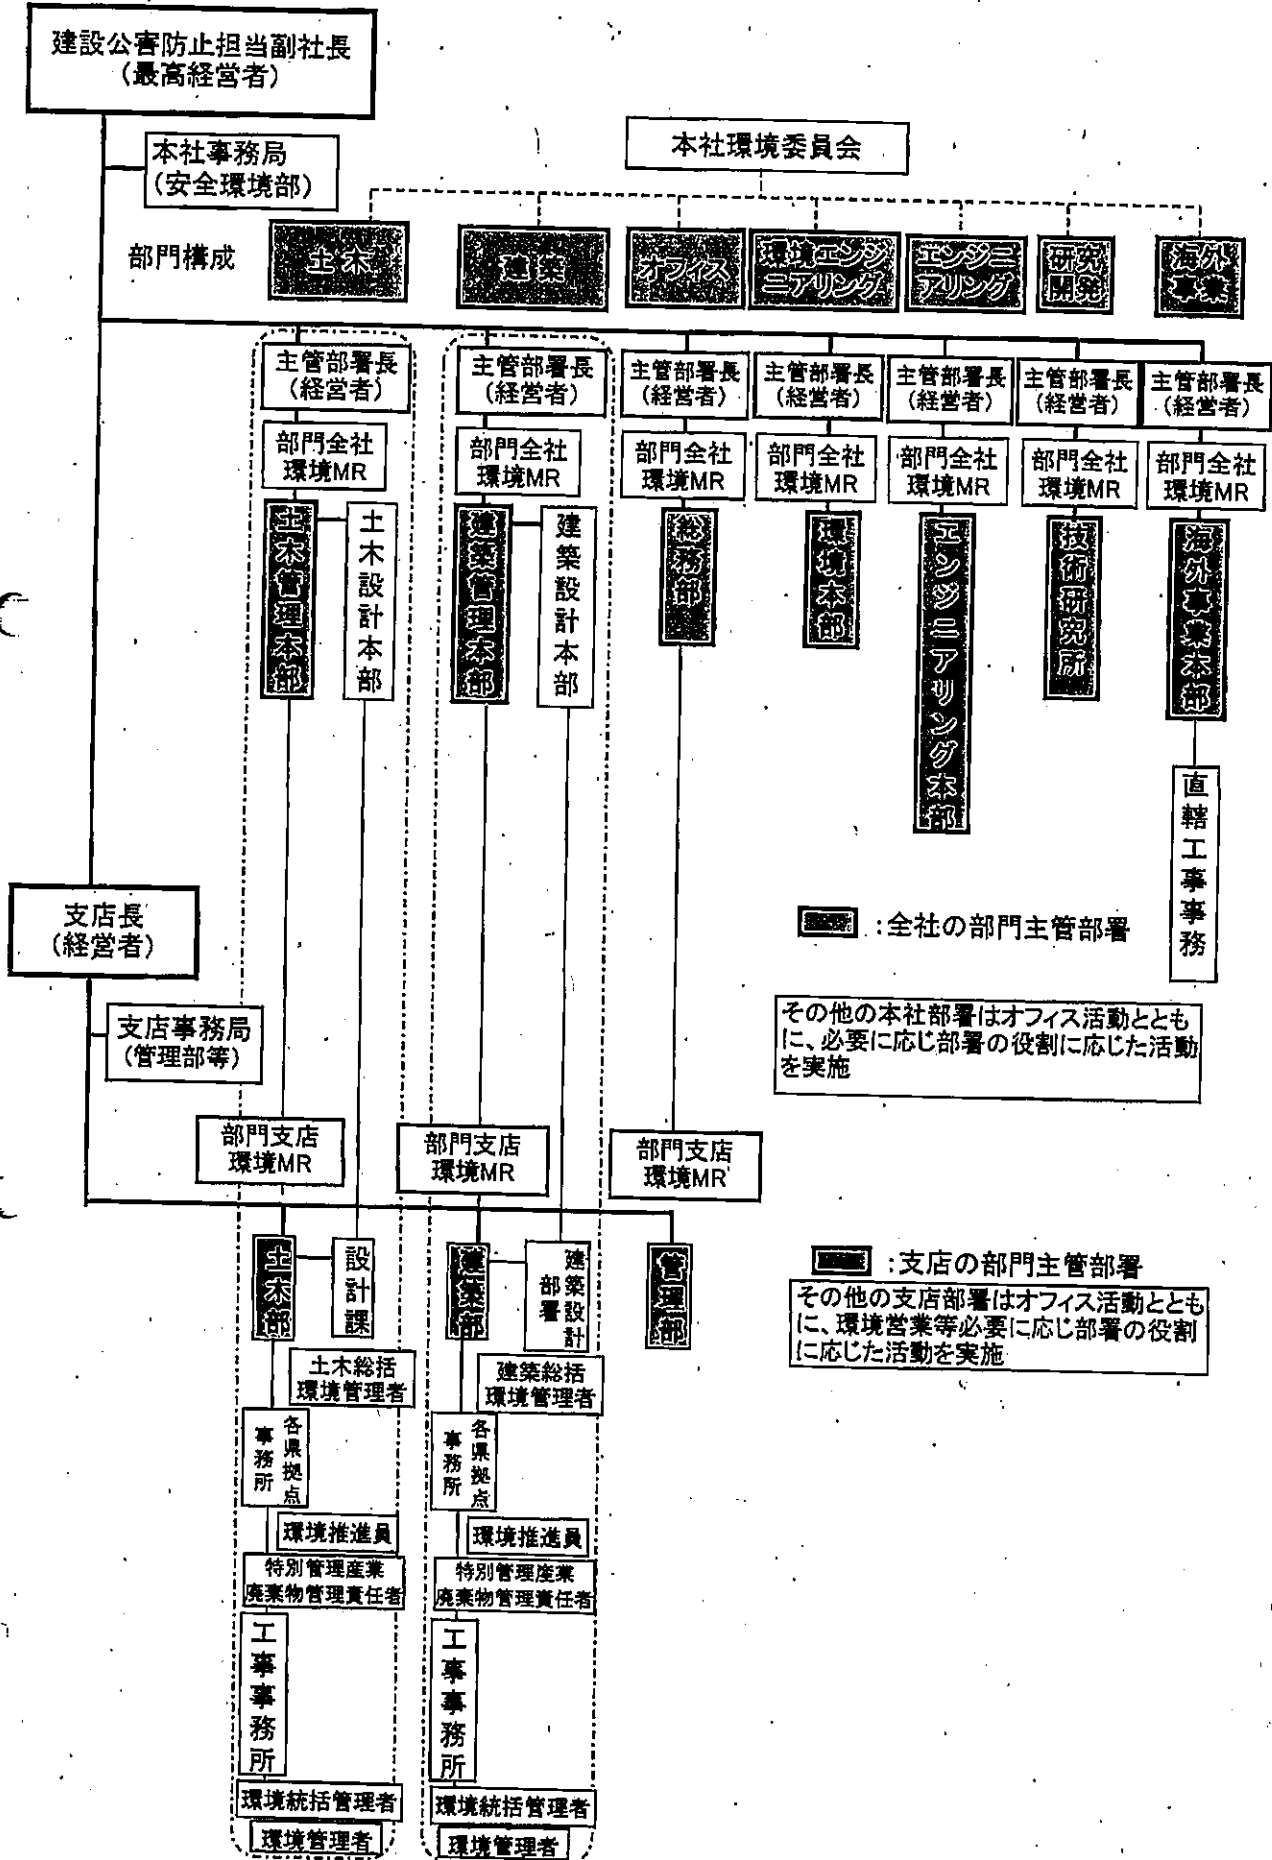 建設公害防止担当副社長
（最高経営者）
本社事務局
（安全環境部）
本社環境委員会
部門構成
土木
建築
オフィス
環境エンジ
ニアリング
エンジニ
アリング
研究
開発
海外
事業
主管部署長
（経営者）
主管部署長
（経営者）
主管部署長
（経営者）
主管部署長
（経営者）
主管部署長
（経営者）
主管部署長
（経営者）
主管部署長
（経営者）
部門全社
環境MR
部門全社
環境MR
部門全社
環境MR
部門全社
環境MR
部門全社
環境MR
部門全社
環境MR
部門全社
環境MR
土木管理本部
土木設計本部
建築管理本部
建築設計本部
総務部
環境本部
エンジニアリング本部
技術研究所
海外事業本部
直轄工事事務
支店長
（経営者）
：全社の部門主管部署
支店事務局
（管理部等）
その他の本社部署はオフィス活動ととも
に、必要に応じ部署の役割に応じた活動
を実施
部門支店
環境MR
部門支店
環境MR
部門支店
環境MR
土木部
設計課
建築部
建築設計
部署
管理部
：支店の部門主管部署
その他の支店部署はオフィス活動ととも
に、環境営業等必要に応じ部署の役割
に応じた活動を実施
土木総括
環境管理者
建築総括
環境管理者
各県拠点
事務所
各県拠点
事務所
環境推進員
環境推進員
特別管理産業
廃棄物管理責任者
特別管理産業
廃棄物管理責任者
工事事務所
工事事務所
環境統括管理者
環境統括管理者
環境管理者
環境管理者